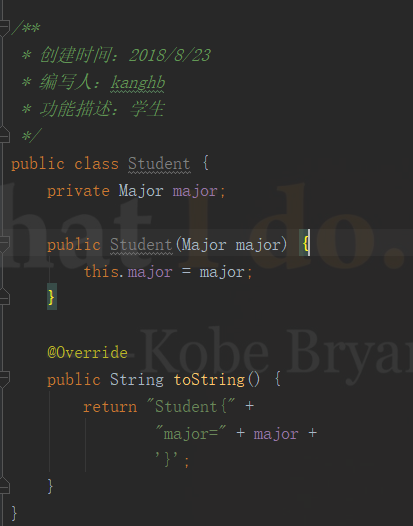 /**
 * 创建时间：2018/8/23
 * 编写人：kanghb
 * 功能描述：学生
 */
public class Student {
    private Major major;

    public Student(Major major) {
        this.major = major;
    }

    @Override
    public String toString() {
        return "Student{" +
                "major=" + major +
                '}';
    }
}
hat I do.
—Kobe Brya